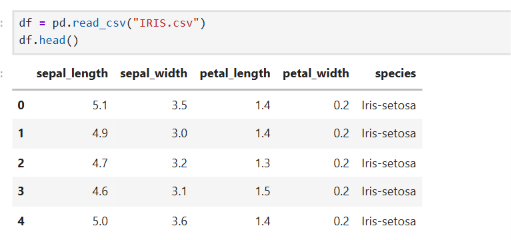 df = pd.read_csv("IRIS.csv")
df.head()
sepal_length sepal_width petal_length petal_width species
0 5.1 3.5 1.4 0.2 Iris-setosa
1 4.9 3.0 1.4 0.2 Iris-setosa
2 4.7 3.2 1.3 0.2 Iris-setosa
3 4.6 3.1 1.5 0.2 Iris-setosa
4 5.0 3.6 1.4 0.2 Iris-setosa